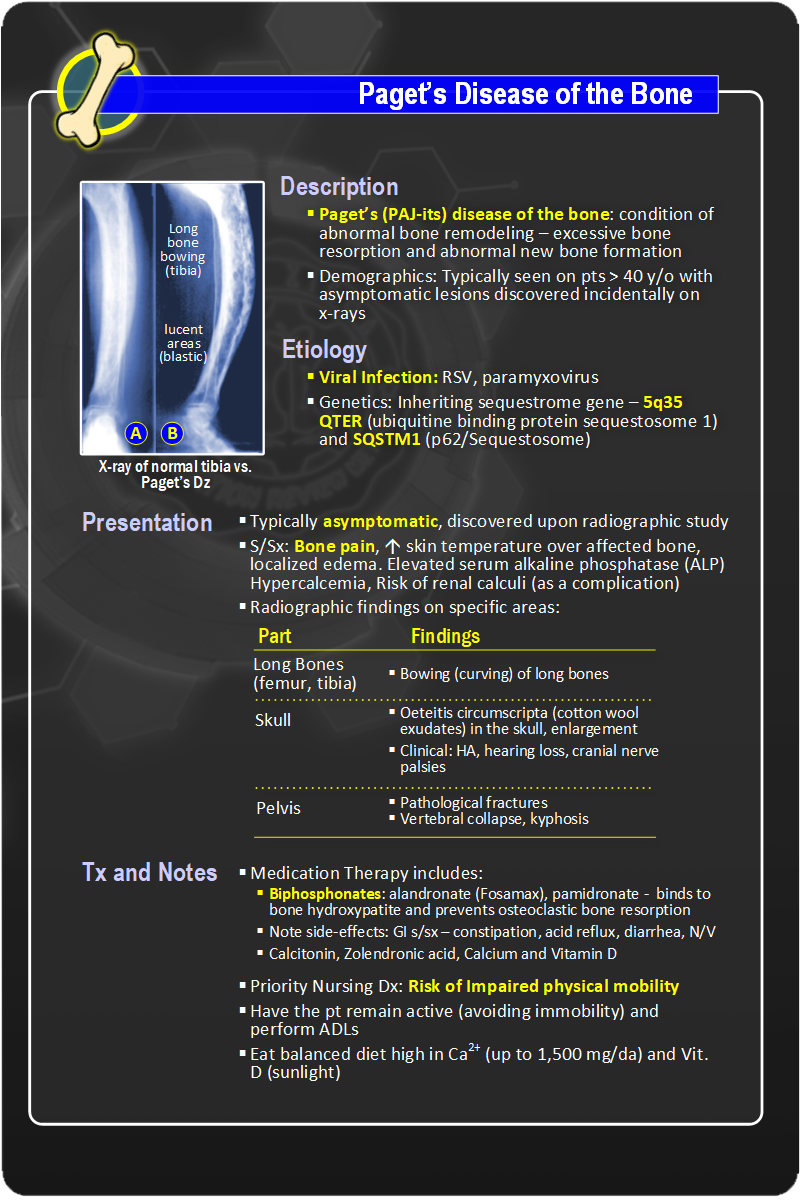 Paget's Disease of the Bone
Long
bone
bowing
(tibia)
lucent
areas
(blastic)
A B
X-ray of normal tibia vs.
Paget's Dz
Description
▪ Paget's (PAJ-its) disease of the bone: condition of
abnormal bone remodeling – excessive bone
resorption and abnormal new bone formation
▪ Demographics: Typically seen on pts > 40 y/o with
asymptomatic lesions discovered incidentally on
x-rays
Etiology
▪ Viral Infection: RSV, paramyxovirus
▪ Genetics: Inheriting sequestrome gene – 5q35
QTER (ubiquitine binding protein sequestosome 1)
and SQSTM1 (p62/Sequestosome)
Presentation
▪ Typically asymptomatic, discovered upon radiographic study
▪ S/Sx: Bone pain, ↑ skin temperature over affected bone,
localized edema. Elevated serum alkaline phosphatase (ALP)
Hypercalcemia, Risk of renal calculi (as a complication)
▪ Radiographic findings on specific areas:
Part Findings
Long Bones
(femur, tibia)
▪ Bowing (curving) of long bones
Skull
▪ Oeteitis circumscripta (cotton wool
exudates) in the skull, enlargement
▪ Clinical: HA, hearing loss, cranial nerve
palsies
Pelvis
▪ Pathological fractures
▪ Vertebral collapse, kyphosis
Tx and Notes
▪ Medication Therapy includes:
▪ Biphosphonates: alandronate (Fosamax), pamidronate - binds to
bone hydroxypatite and prevents osteoclastic bone resorption
▪ Note side-effects: GI s/sx – constipation, acid reflux, diarrhea, N/V
▪ Calcitonin, Zolendronic acid, Calcium and Vitamin D
▪ Priority Nursing Dx: Risk of Impaired physical mobility
▪ Have the pt remain active (avoiding immobility) and
perform ADLs
▪ Eat balanced diet high in Ca2+ (up to 1,500 mg/da) and Vit.
D (sunlight)